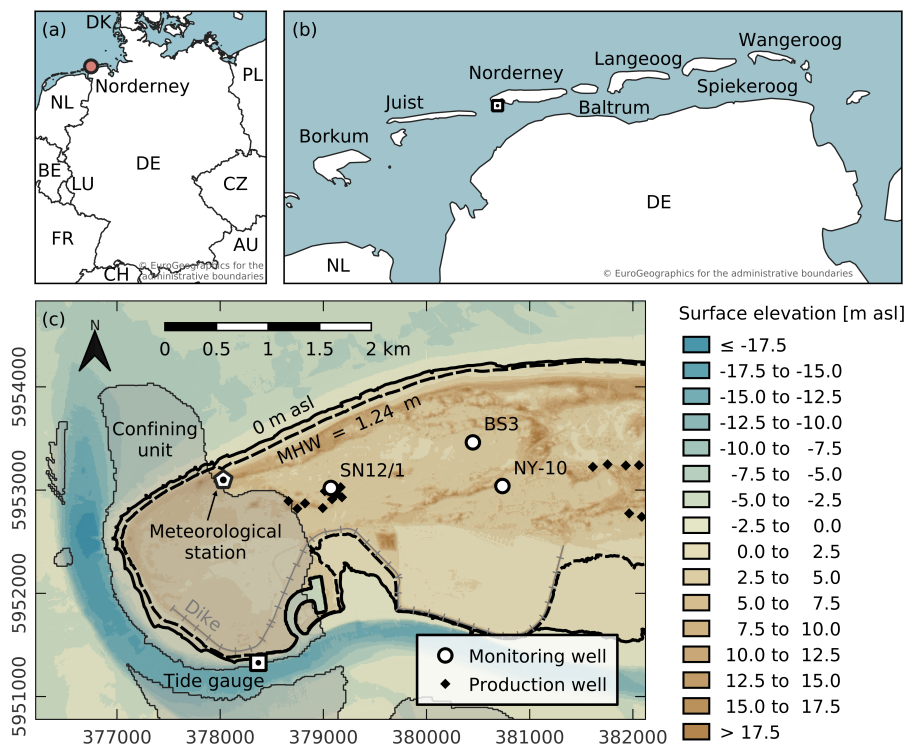 (a)
DK
PL
Norderney
NL
BE
DE
LU
CZ
FR
AU
CH
© EuroGeographics for the
administrative boundaries
(b)
Wangeroog
Langeoog
Norderney
Spiekeroog
Juist
Baltrum
Borkum
DE
NL
© EuroGeographics for the administrative boundaries
(c)
N
0 0.5 1 1.5 2 km
0 m asl
MHW = 1.24 m
Confining
unit
BS3
SN12/1
NY-10
Meteorological
station
Dike
Tide gauge
Monitoring well
Production well
5954000
5953000
5952000
5951000
377000 378000 379000 380000 381000 382000
Surface elevation [m asl]
≤ -17.5
-17.5 to -15.0
-15.0 to -12.5
-12.5 to -10.0
-10.0 to -7.5
-7.5 to -5.0
-5.0 to -2.5
-2.5 to 0.0
0.0 to 2.5
2.5 to 5.0
5.0 to 7.5
7.5 to 10.0
10.0 to 12.5
12.5 to 15.0
15.0 to 17.5
> 17.5